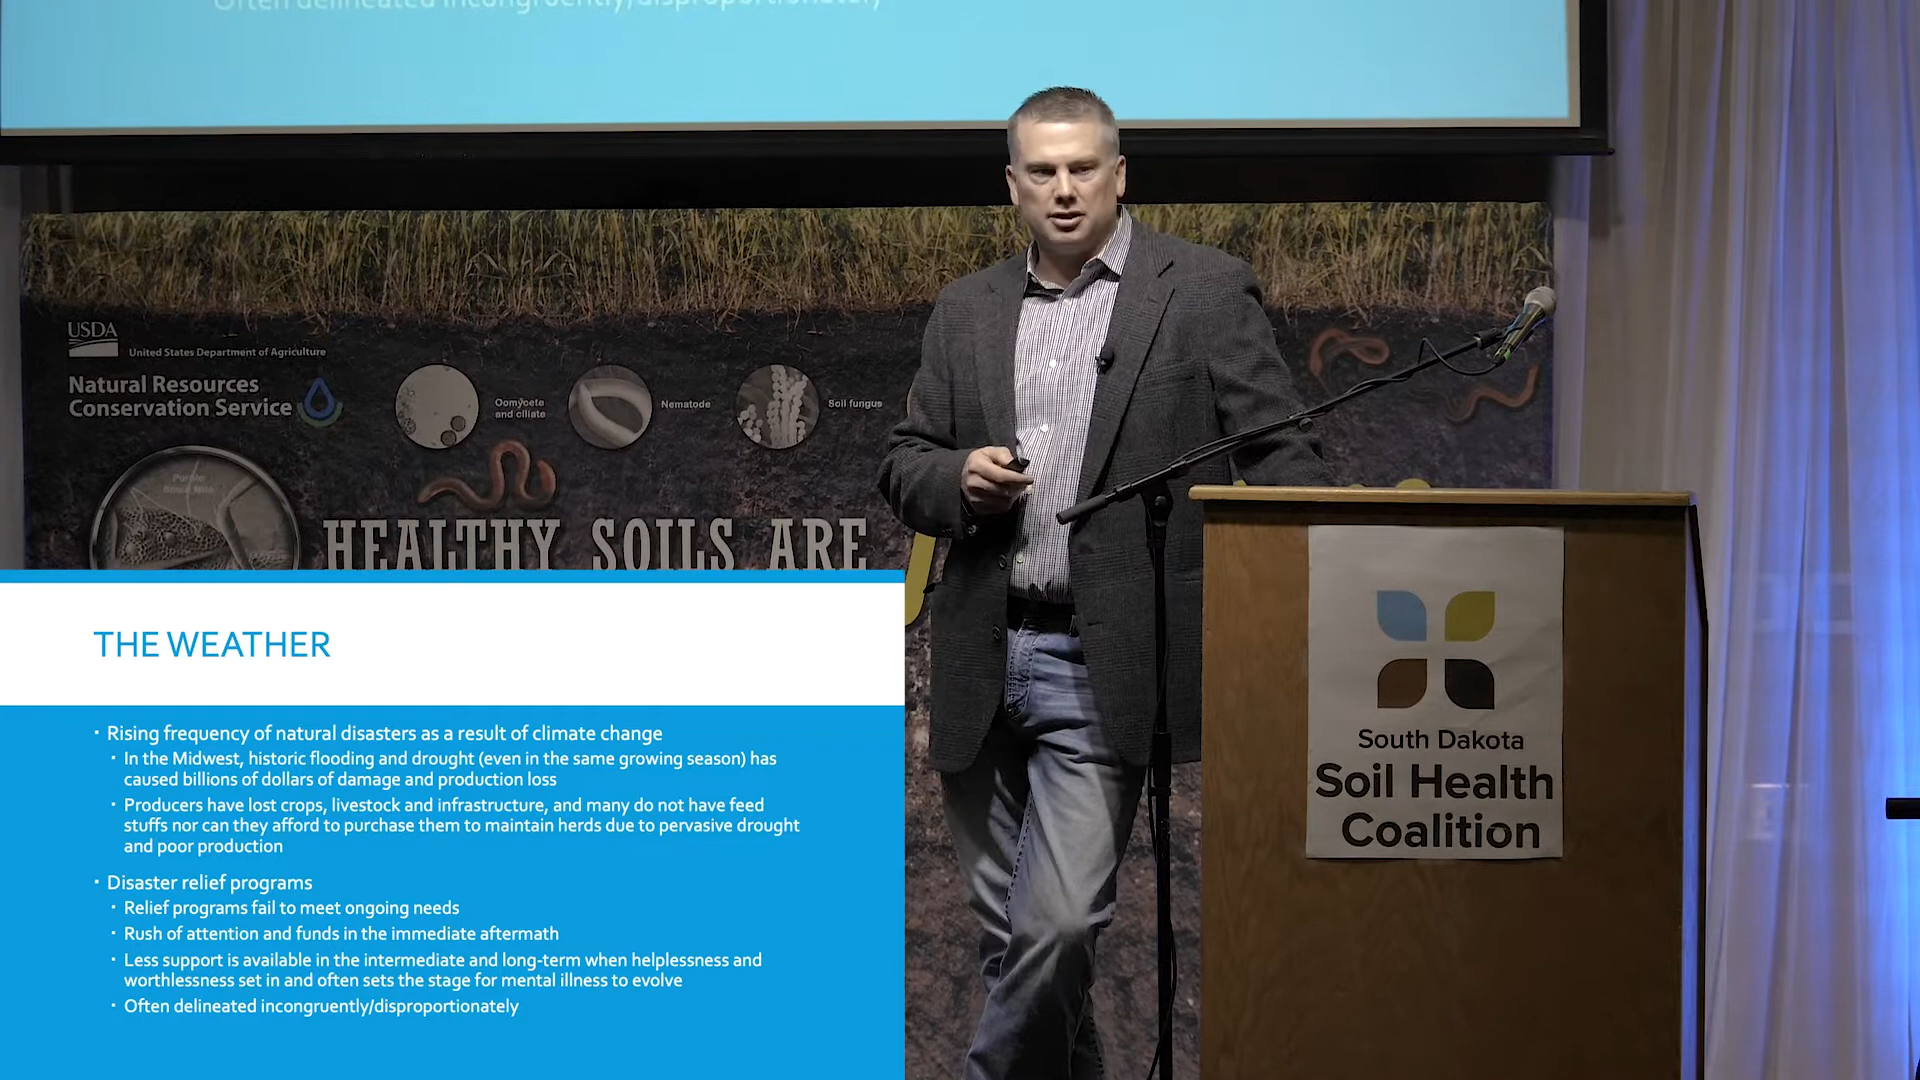 Often delineated incongruently/disproportionately
USDA
United States Department of Agriculture
Natural Resources
Conservation Service
Oomycete
and ciliate
Nematode
Soil fungus
HEALTHY SOILS ARE
THE WEATHER
· Rising frequency of natural disasters as a result of climate change
· In the Midwest, historic flooding and drought (even in the same growing season) has
caused billions of dollars of damage and production loss
· Producers have lost crops, livestock and infrastructure, and many do not have feed
stuffs nor can they afford to purchase them to maintain herds due to pervasive drought
and poor production
· Disaster relief programs
· Relief programs fail to meet ongoing needs
· Rush of attention and funds in the immediate aftermath
· Less support is available in the intermediate and long-term when helplessness and
worthlessness set in and often sets the stage for mental illness to evolve
· Often delineated incongruently/disproportionately
South Dakota
Soil Health
Coalition